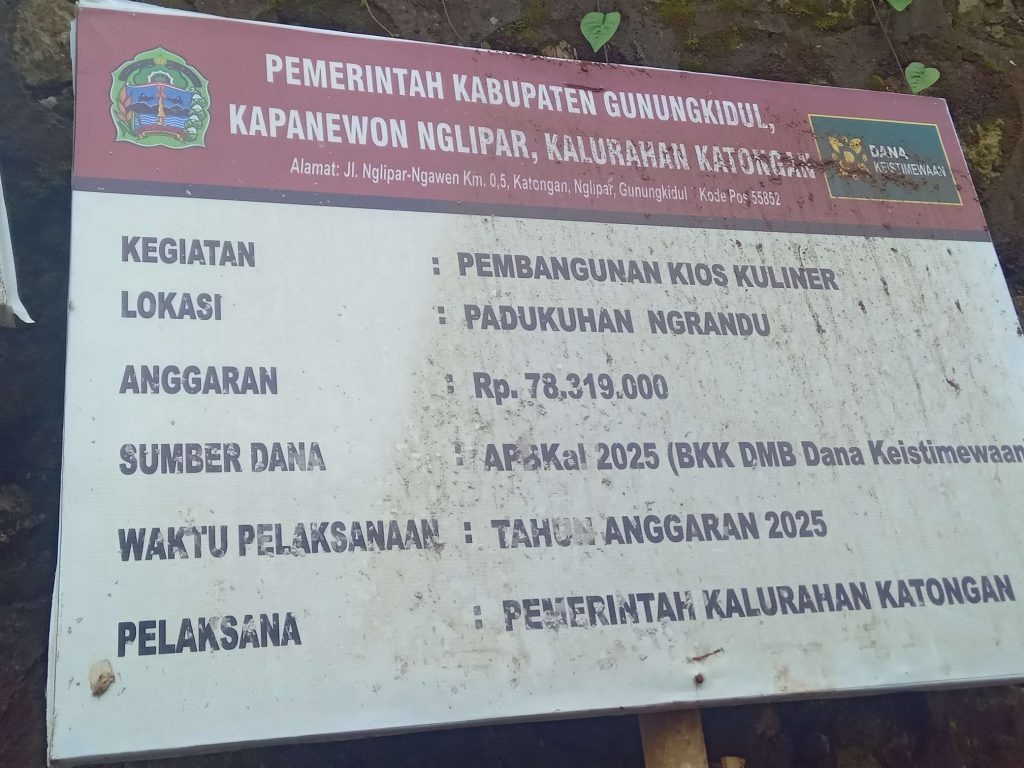 PEMERINTAH KABUPATEN GUNUNGKIDUL,
KAPANEWON NGLIPAR, KALURAHAN KATONGAN
Alamat: Jl. Nglipar-Ngawen Km. 0,5, Katongan, Nglipar, Gunungkidul Kode Pos 55852
DANA
KEISTIMEWAAN
KEGIATAN : PEMBANGUNAN KIOS KULINER
LOKASI : PADUKUHAN NGRANDU
ANGGARAN : Rp. 78.319.000
SUMBER DANA : APBKal 2025 (BKK DMB Dana Keistimewaan
WAKTU PELAKSANAAN : TAHUN ANGGARAN 2025
PELAKSANA : PEMERINTAH KALURAHAN KATONGAN